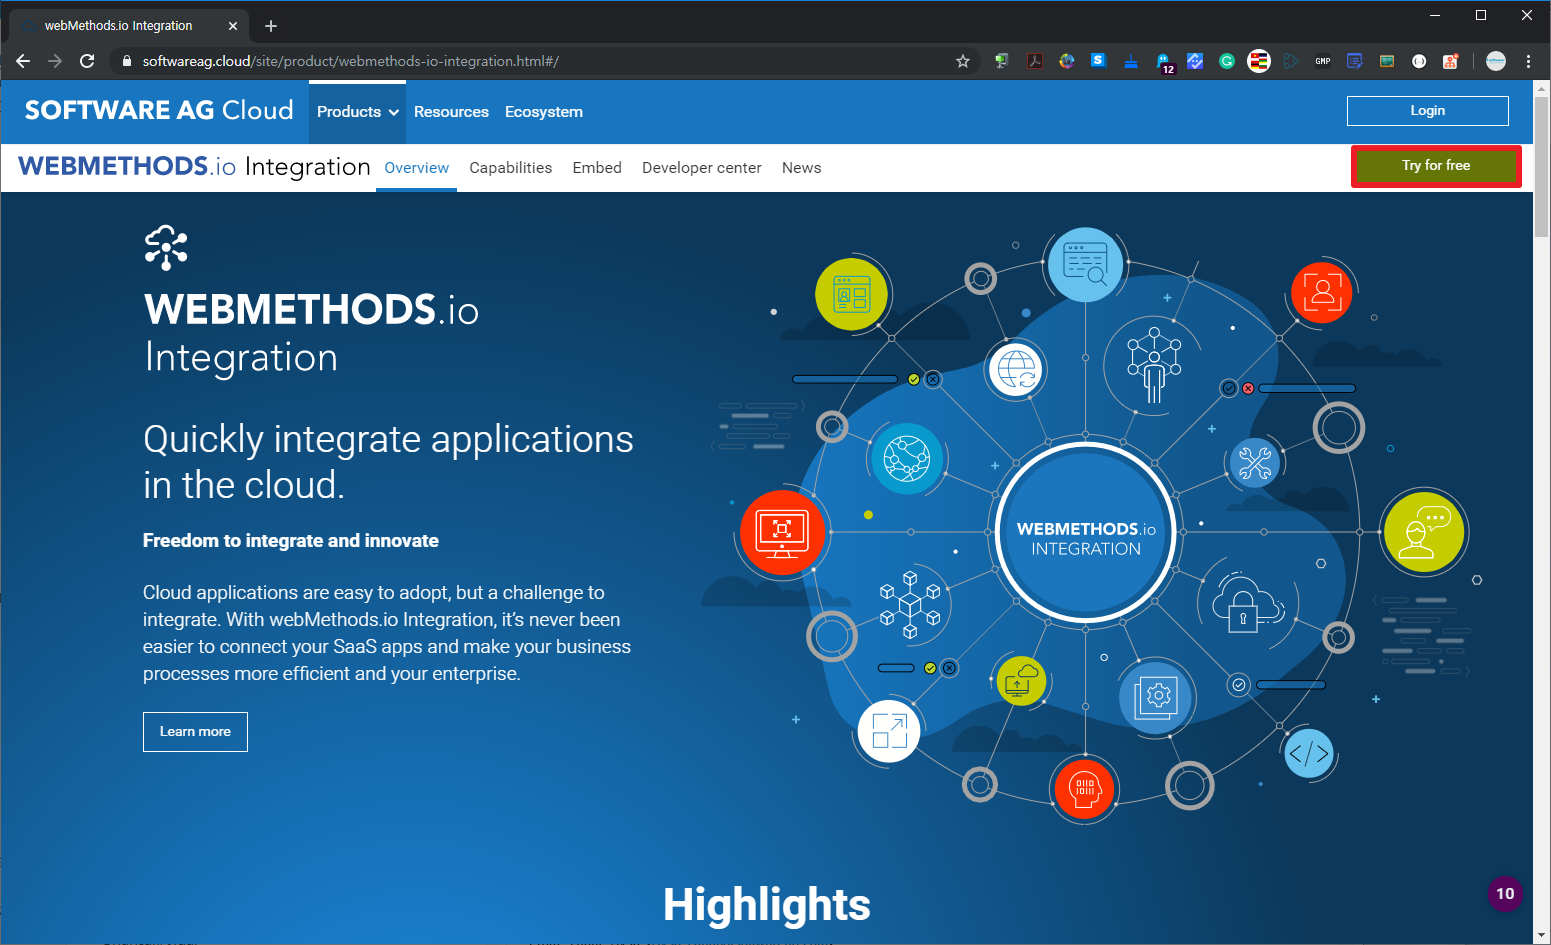 webMethods.io Integration
softwareag.cloud/site/product/webmethods-io-integration.html#/
12
GMP
SOFTWARE AG Cloud
Products
Resources
Ecosystem
Login
WEBMETHODS.io Integration
Overview
Capabilities
Embed
Developer center
News
Try for free
WEBMETHODS.io
Integration
Quickly integrate applications
in the cloud.
Freedom to integrate and innovate
Cloud applications are easy to adopt, but a challenge to
integrate. With webMethods.io Integration, it's never been
easier to connect your SaaS apps and make your business
processes more efficient and your enterprise.
Learn more
WEBMETHODS.io
INTEGRATION
0110
1011
Highlights
10